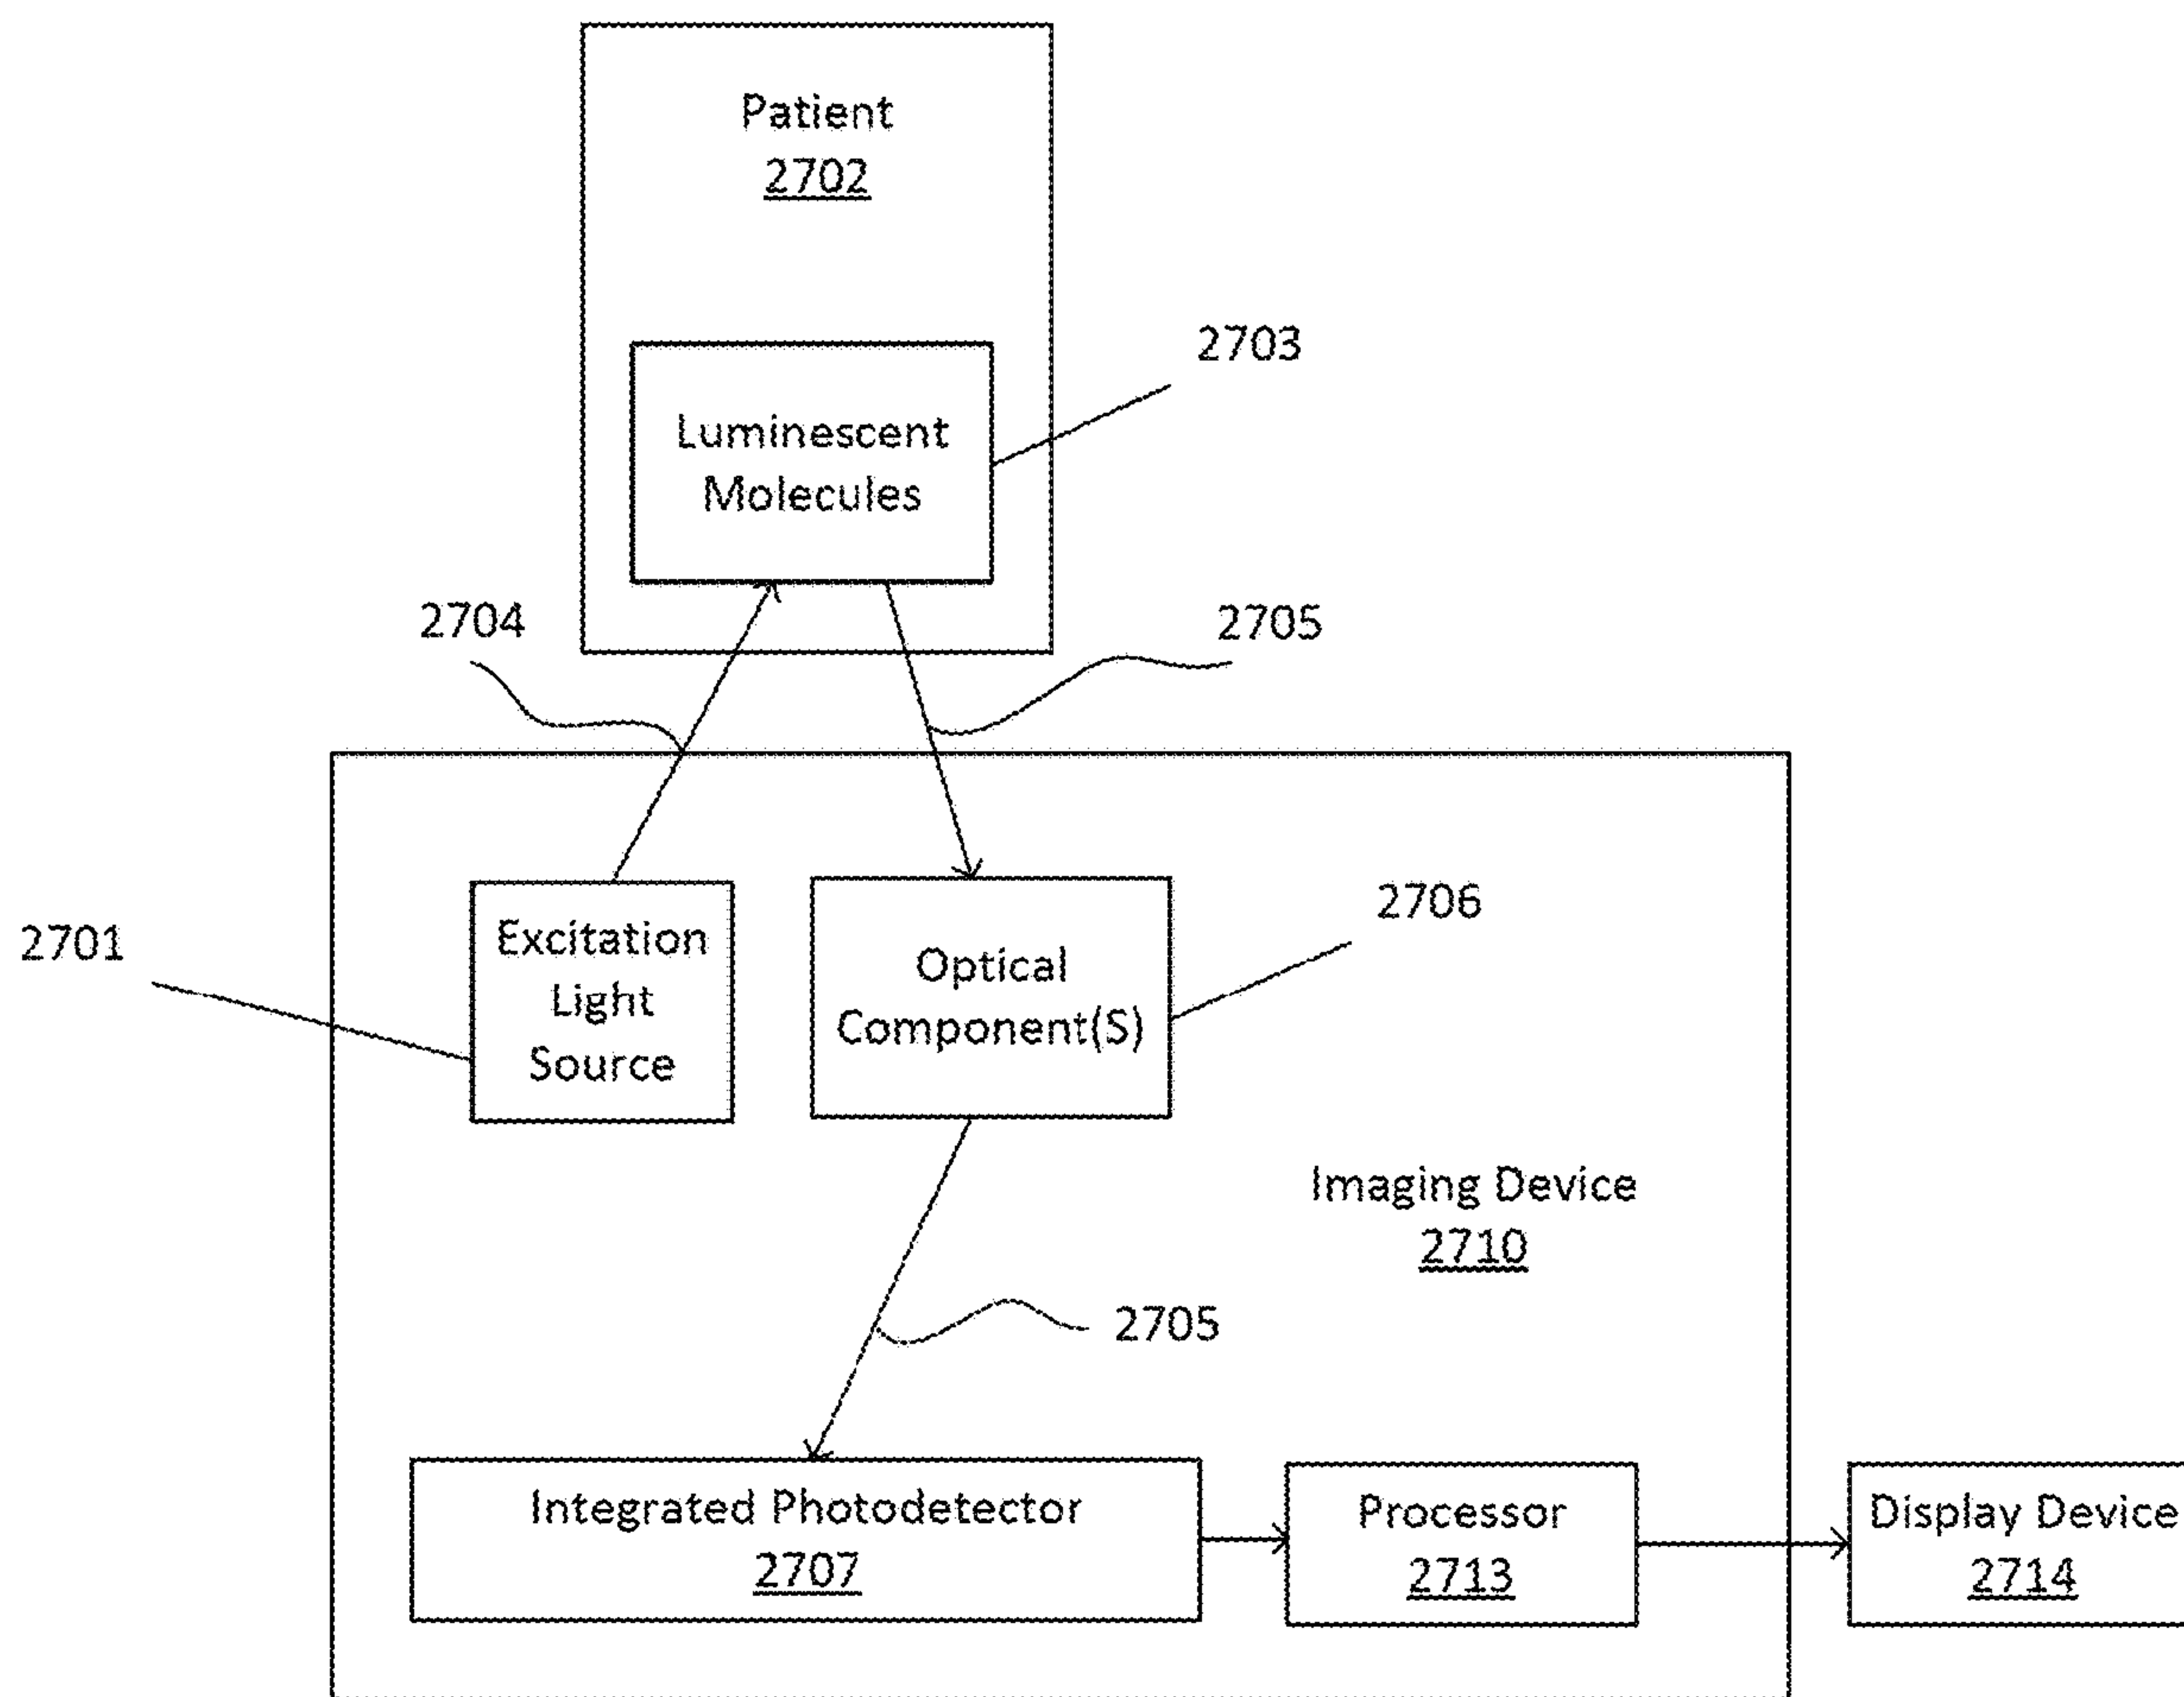 Patient
2702
2703
Luminescent
Molecules
2704
2705
2701
Excitation
Light
Source
Optical
Component(S)
2706
Imaging Device
2710
2705
Integrated Photodetector
2707
Processor
2713
Display Device
2714